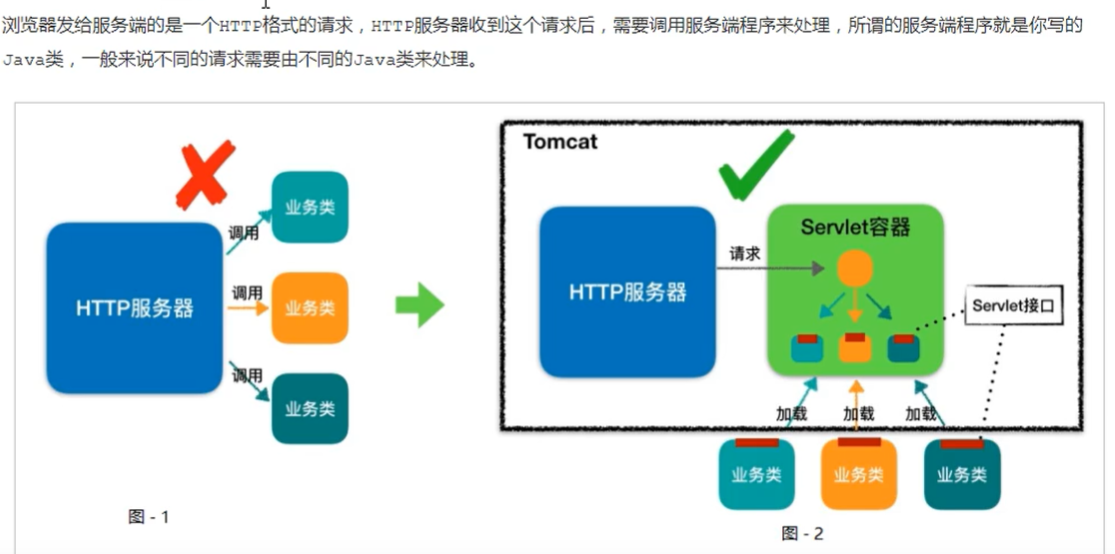 浏览器发给服务端的是一个HTTP格式的请求，HTTP服务器收到这个请求后，需要调用服务端程序来处理，所谓的服务端程序就是你写的
Java类，一般来说不同的请求需要由不同的Java类来处理。
HTTP服务器
调用
调用
调用
业务类
业务类
业务类
图 - 1
Tomcat
HTTP服务器
请求
Servlet容器
Servlet接口
加载
加载
加载
业务类
业务类
业务类
图 - 2